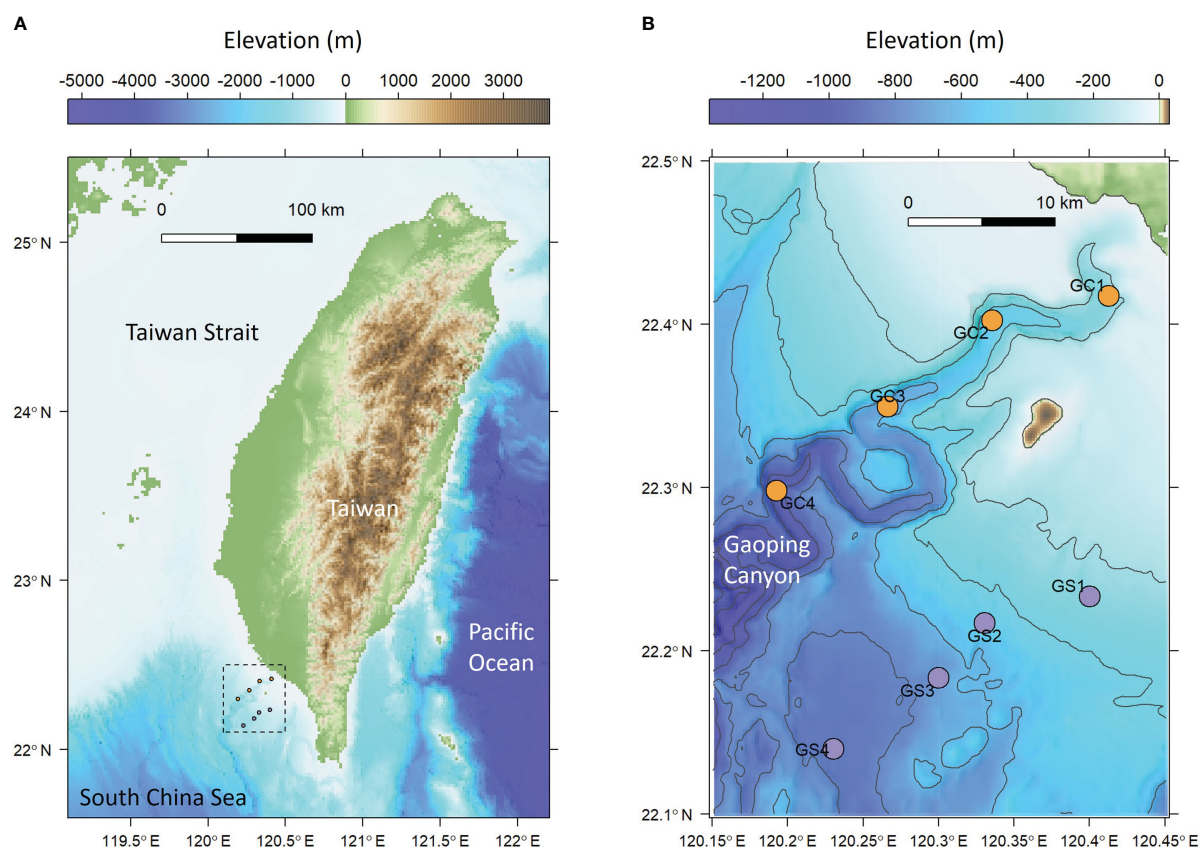 A
Elevation (m)
-5000 -4000 -3000 -2000 -1000 0 1000 2000 3000
0 100 km
25° N
24° N
23° N
22° N
Taiwan Strait
Taiwan
Pacific
Ocean
South China Sea
119.5° E 120° E 120.5° E 121° E 121.5° E 122° E
B
Elevation (m)
-1200 -1000 -800 -600 -400 -200 0
22.5° N
22.4° N
22.3° N
22.2° N
22.1° N
0 10 km
GC1
GC2
GC3
GC4
Gaoping
Canyon
GS1
GS2
GS3
GS4
120.15° E 120.2° E 120.25° E 120.3° E 120.35° E 120.4° E 120.45° E